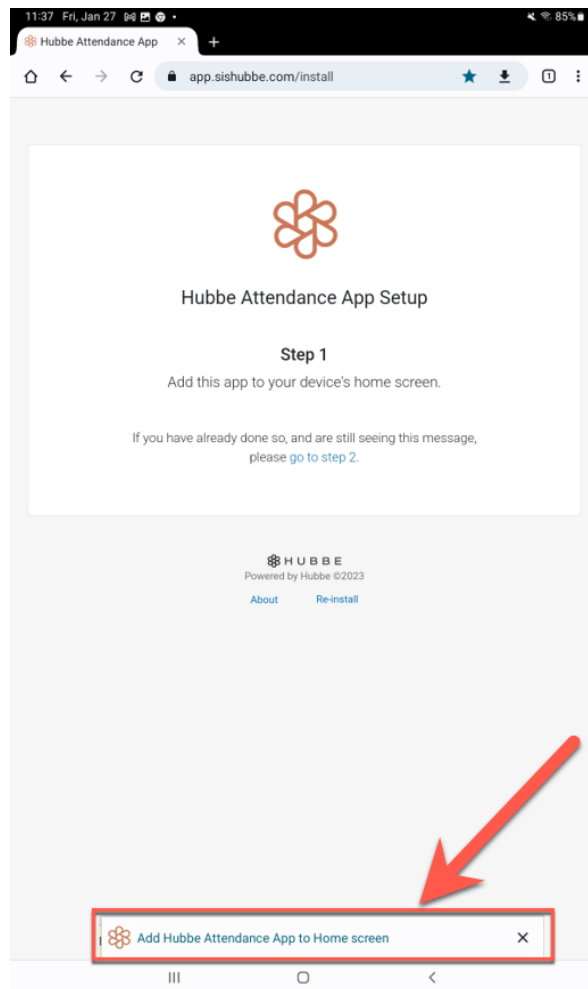 11:37 Fri, Jan 27
85%
Hubbe Attendance App
app.sishubbe.com/install
1
Hubbe Attendance App Setup
Step 1
Add this app to your device's home screen.
If you have already done so, and are still seeing this message,
please go to step 2.
HUBBE
Powered by Hubbe ©2023
About Re-install
Add Hubbe Attendance App to Home screen